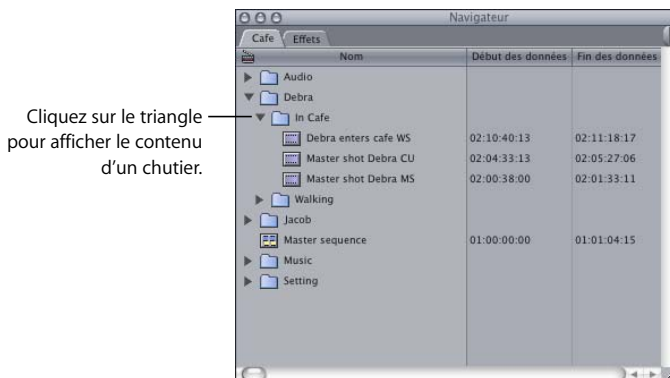 Navigateur
Cafe Effets
Nom Début des données Fin des données
Audio
Debra
Cliquez sur le triangle
pour afficher le contenu
d'un chutier.
In Cafe
Debra enters cafe WS 02:10:40:13 02:11:18:17
Master shot Debra CU 02:04:33:13 02:05:27:06
Master shot Debra MS 02:00:38:00 02:01:33:11
Walking
Jacob
Master sequence 01:00:00:00 01:01:04:15
Music
Setting